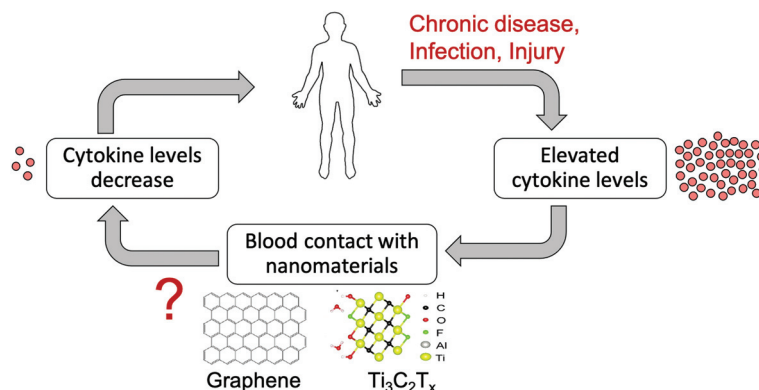 Chronic disease,
Infection, Injury
Cytokine levels
decrease
Elevated
cytokine levels
Blood contact with
nanomaterials
?
H
C
O
F
Al
Ti
Graphene
Ti₃C₂Tₓ